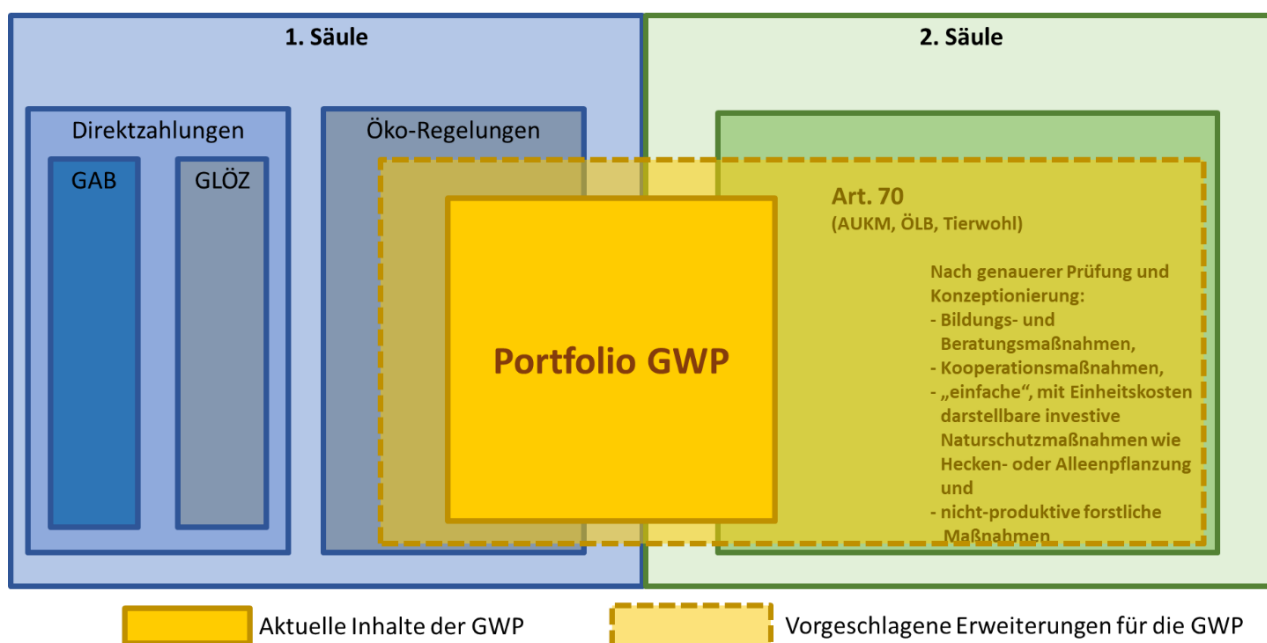 1. Säule
2. Säule
Direktzahlungen
Öko-Regelungen
GAB
GLÖZ
Portfolio GWP
Art. 70
(AUKM, ÖLB, Tierwohl)
Nach genauerer Prüfung und
Konzeptionierung:
- Bildungs- und
Beratungsmaßnahmen,
- Kooperationsmaßnahmen,
- „einfache“, mit Einheitskosten
darstellbare investive
Naturschutzmaßnahmen wie
Hecken- oder Alleenpflanzung
und
- nicht-produktive forstliche
Maßnahmen
Aktuelle Inhalte der GWP
Vorgeschlagene Erweiterungen für die GWP